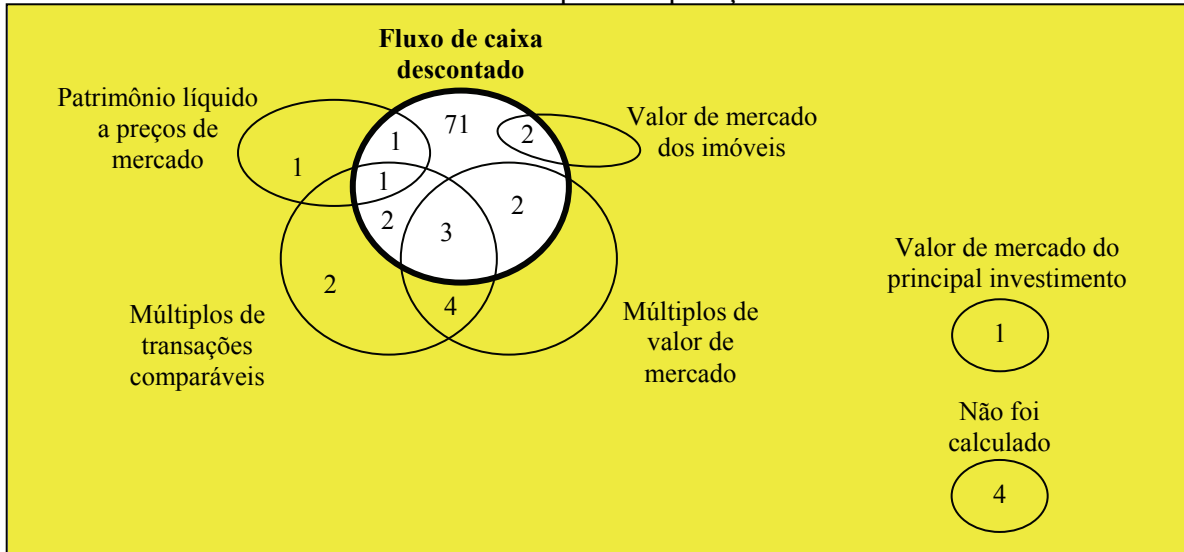 Fluxo de caixa
descontado
Patrimônio líquido
a preços de
mercado
Valor de mercado
dos imóveis
71
2
1
1
1
2
3
2
2
4
Múltiplos de
transações
comparáveis
Múltiplos de
valor de
mercado
Valor de mercado do
principal investimento
1
Não foi
calculado
4